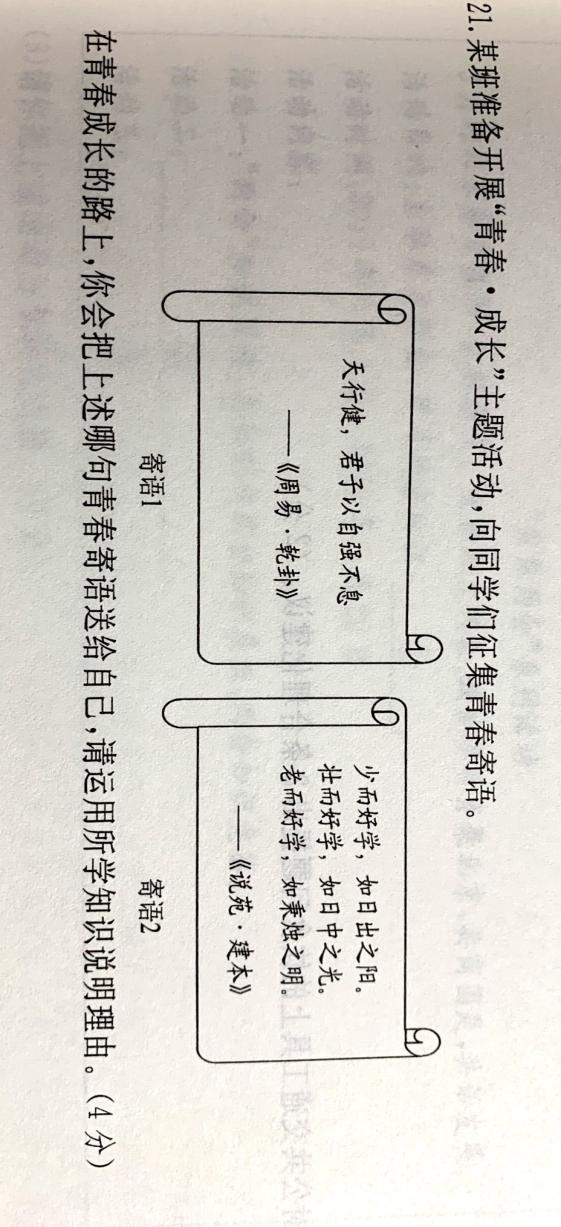 21.某班准备开展“青春·成长”主题活动,向同学们征集青春寄语。
天行健，君子以自强不息
——《周易·乾卦》
寄语1
少而好学，如日出之阳。
壮而好学，如日中之光。
老而好学，如秉烛之明。
——《说苑·建本》
寄语2
在青春成长的路上,你会把上述哪句青春寄语送给自己,请运用所学知识说明理由。(4分)